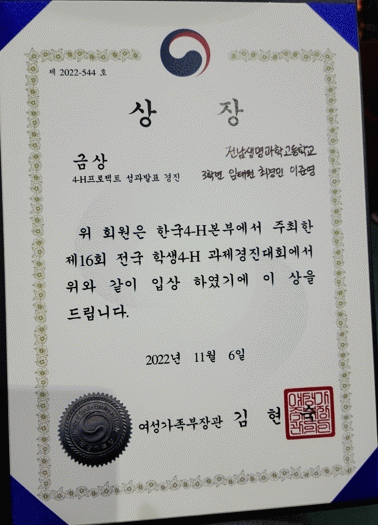 제 2022-544 호
상 장
금상
4-H프로젝트 성과발표 경진
전남생명과학고등학교
3학년 임태원 최경민 이준영
위 회원은 한국4-H본부에서 주최한
제16회 전국 학생4-H 과제경진대회에서
위와 같이 입상 하였기에 이 상을
드립니다.
2022년 11월 6일
여성가족부장관 김 현 숙